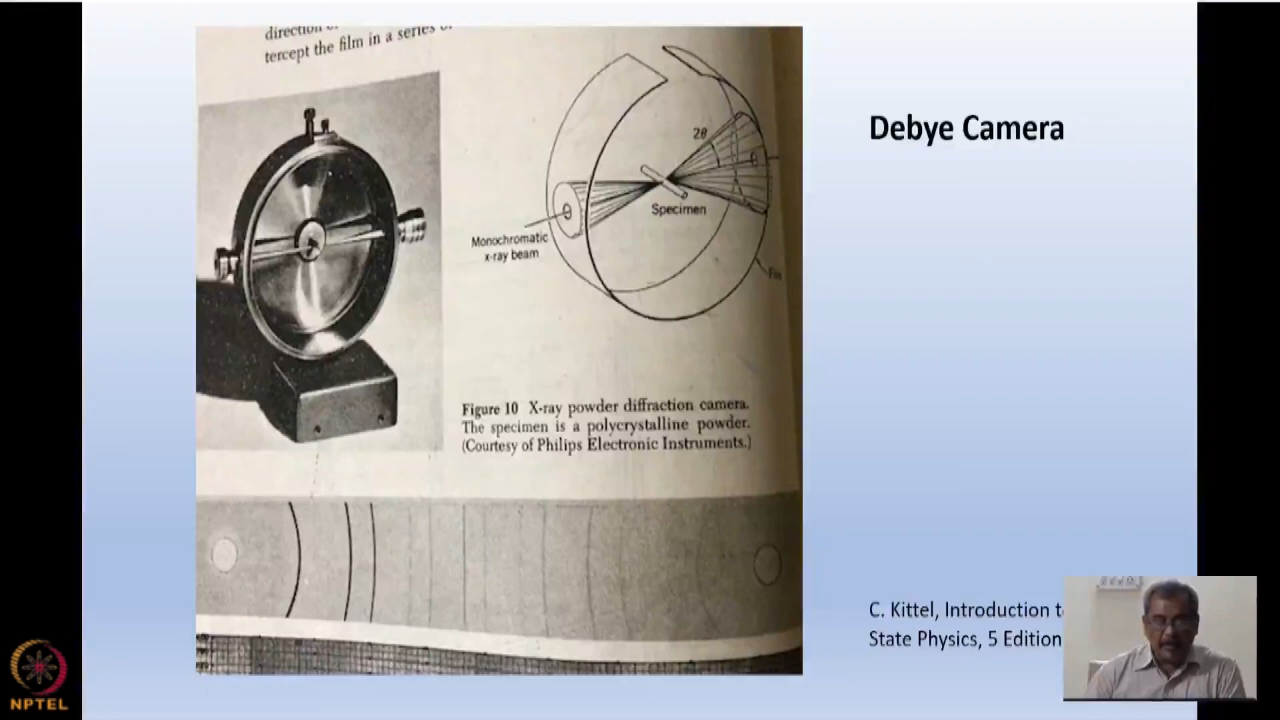 direction
tercept the film in a series
2θ
Specimen
Monochromatic
x-ray beam
Figure 10 X-ray powder diffraction camera.
The specimen is a polycrystalline powder.
(Courtesy of Philips Electronic Instruments.)
Debye Camera
C. Kittel, Introduction
State Physics, 5 Edition
NPTEL